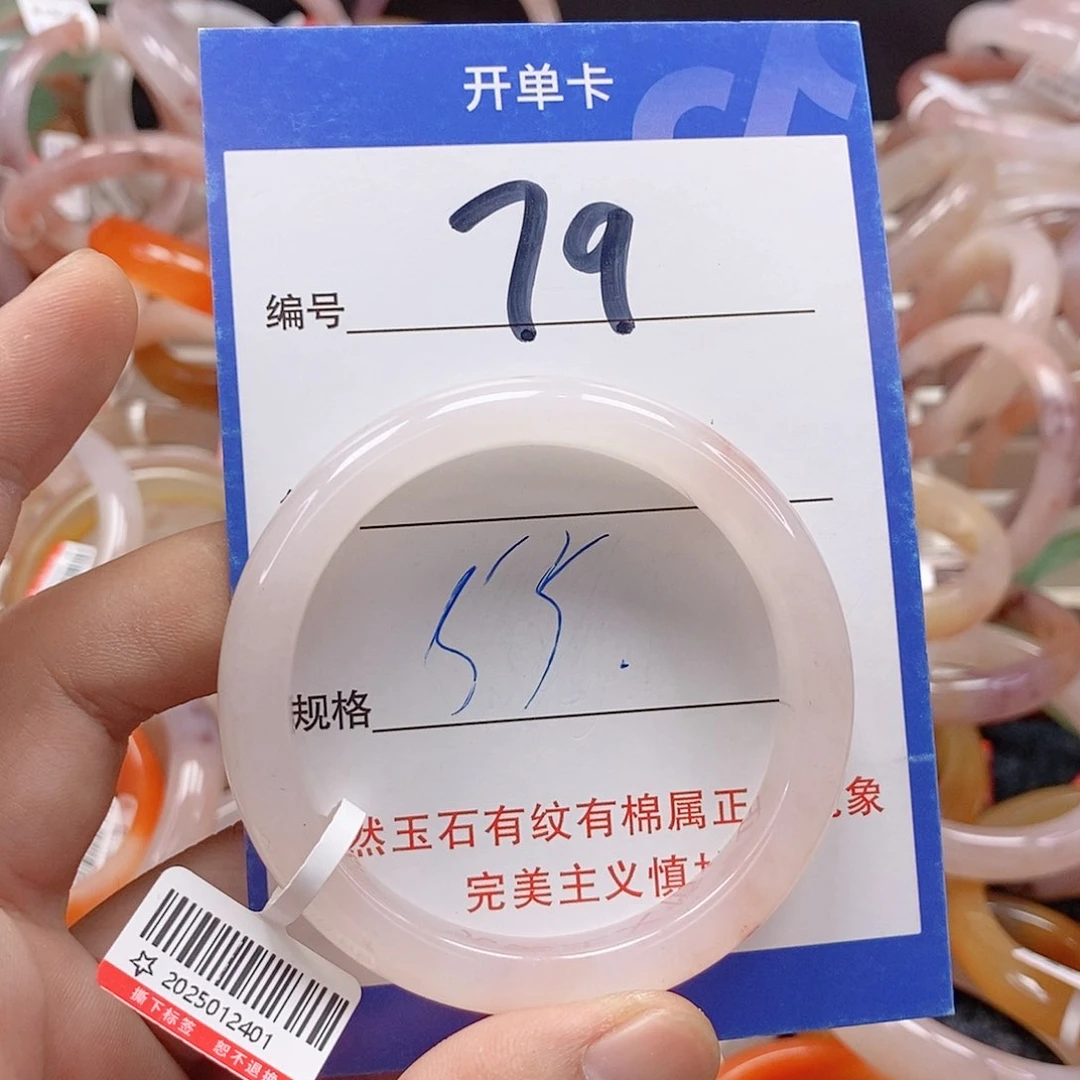 开单卡
编号 79
规格 55.
然玉石有纹有棉属正 象
完美主义慎
☆ 2025012401
撕下标签 恕不退换